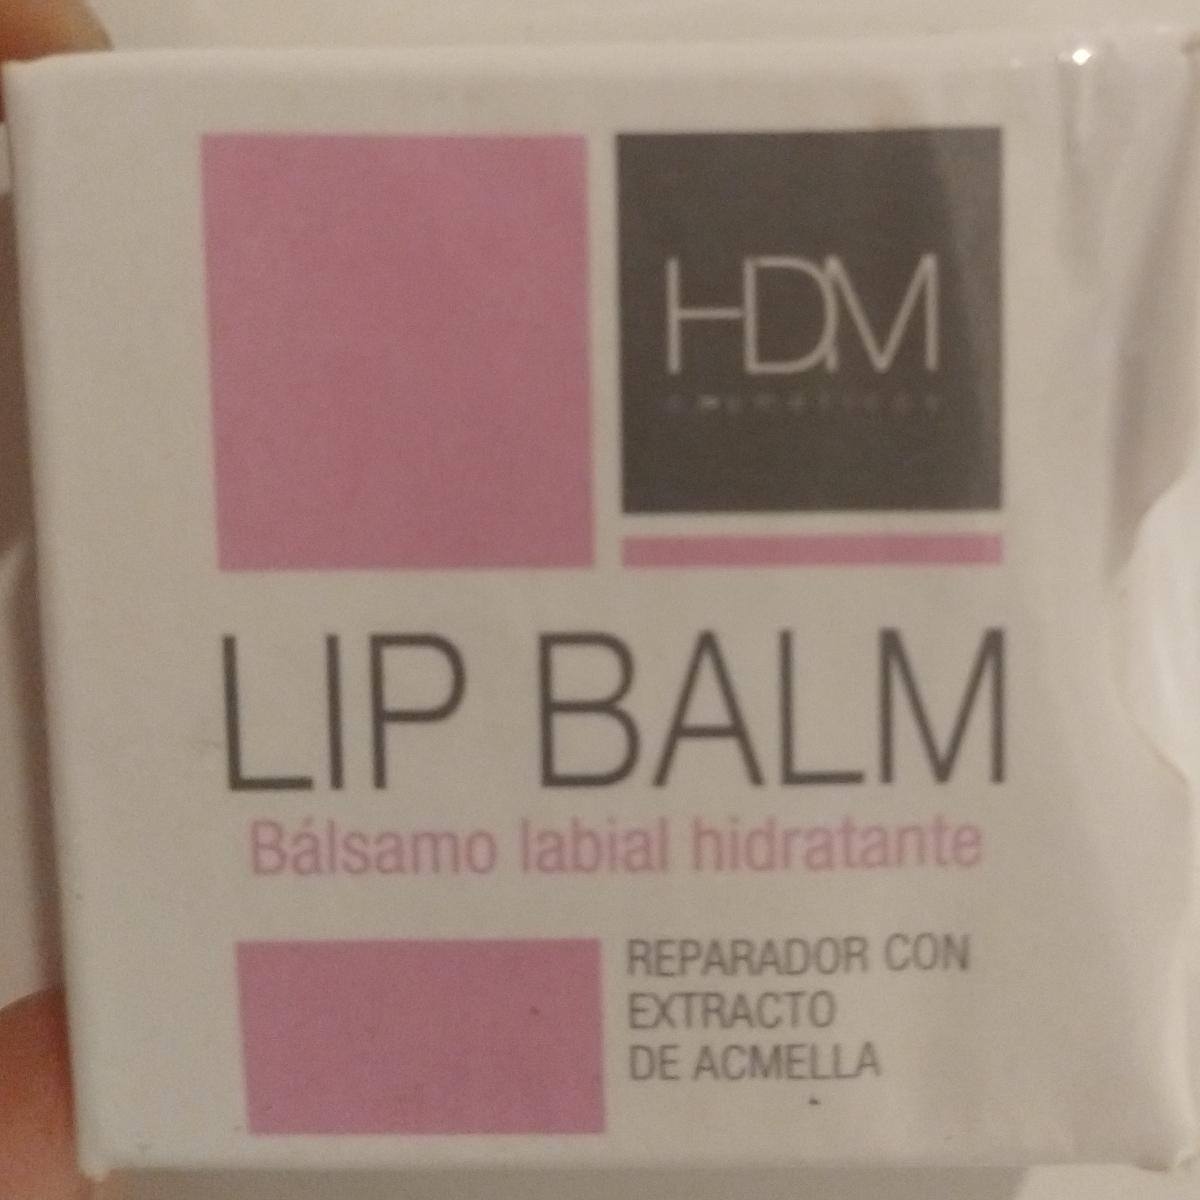 HDM
LIP BALM
Bálsamo labial hidratante
REPARADOR CON
EXTRACTO
DE ACMELLA